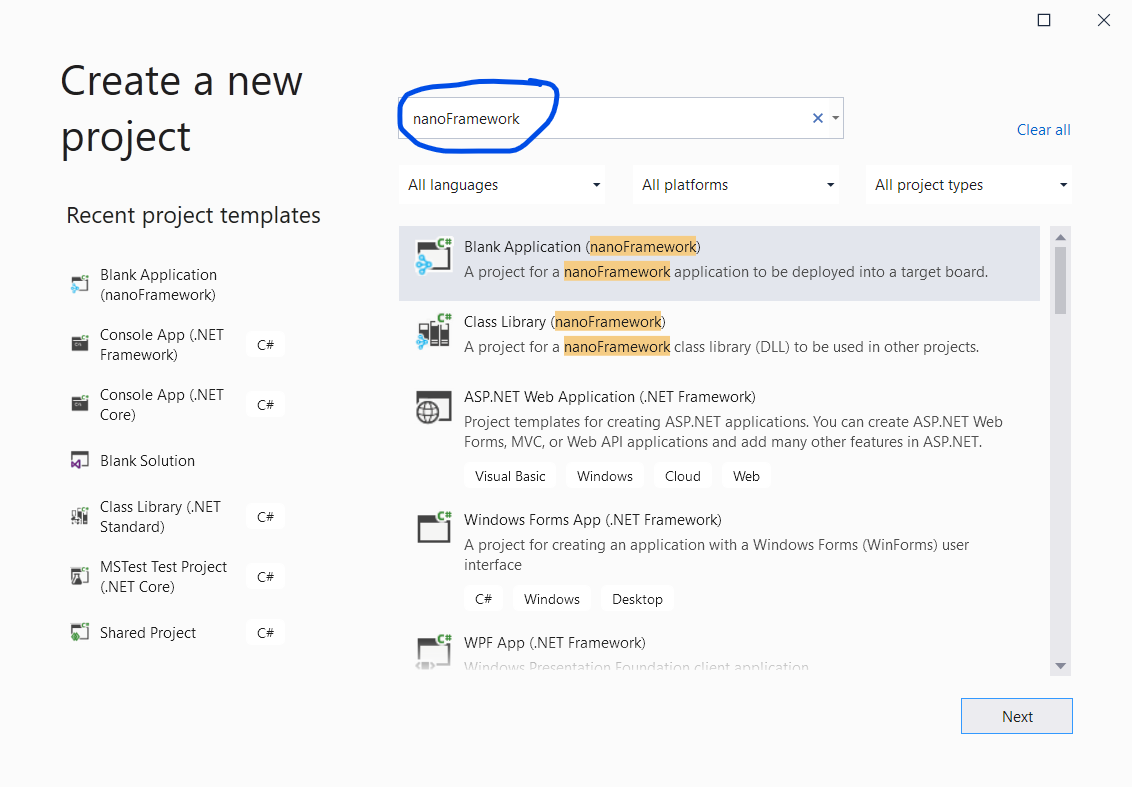 Create a new
project
nanoFramework
Clear all
All languages
All platforms
All project types
Recent project templates
Blank Application
(nanoFramework)
Console App (.NET
Framework)
C#
Console App (.NET
Core)
C#
Blank Solution
Class Library (.NET
Standard)
C#
MSTest Test Project
(.NET Core)
C#
Shared Project
C#
Blank Application (nanoFramework)
A project for a nanoFramework application to be deployed into a target board.
Class Library (nanoFramework)
A project for a nanoFramework class library (DLL) to be used in other projects.
ASP.NET Web Application (.NET Framework)
Project templates for creating ASP.NET applications. You can create ASP.NET Web
Forms, MVC, or Web API applications and add many other features in ASP.NET.
Visual Basic Windows Cloud Web
Windows Forms App (.NET Framework)
A project for creating an application with a Windows Forms (WinForms) user
interface
C# Windows Desktop
WPF App (.NET Framework)
Windows Presentation Foundation client application
Next